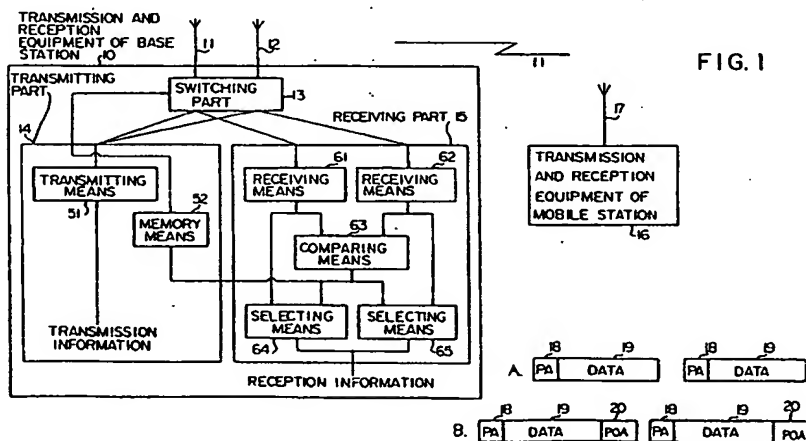 TRANSMISSION AND
RECEPTION
EQUIPMENT OF BASE
STATION
10
11
12
11
FIG. 1
TRANSMITTING
PART
14
SWITCHING
PART
13
RECEIVING PART 15
17
TRANSMITTING
MEANS
51
52
MEMORY
MEANS
61
RECEIVING
MEANS
62
RECEIVING
MEANS
63
COMPARING
MEANS
SELECTING
MEANS
64
SELECTING
MEANS
65
TRANSMISSION
INFORMATION
RECEPTION INFORMATION
TRANSMISSION
AND RECEPTION
EQUIPMENT OF
MOBILE STATION
16
18 19 18 19
A. PA DATA PA DATA
18 19 20 18 19 20
B. PA DATA POA PA DATA POA